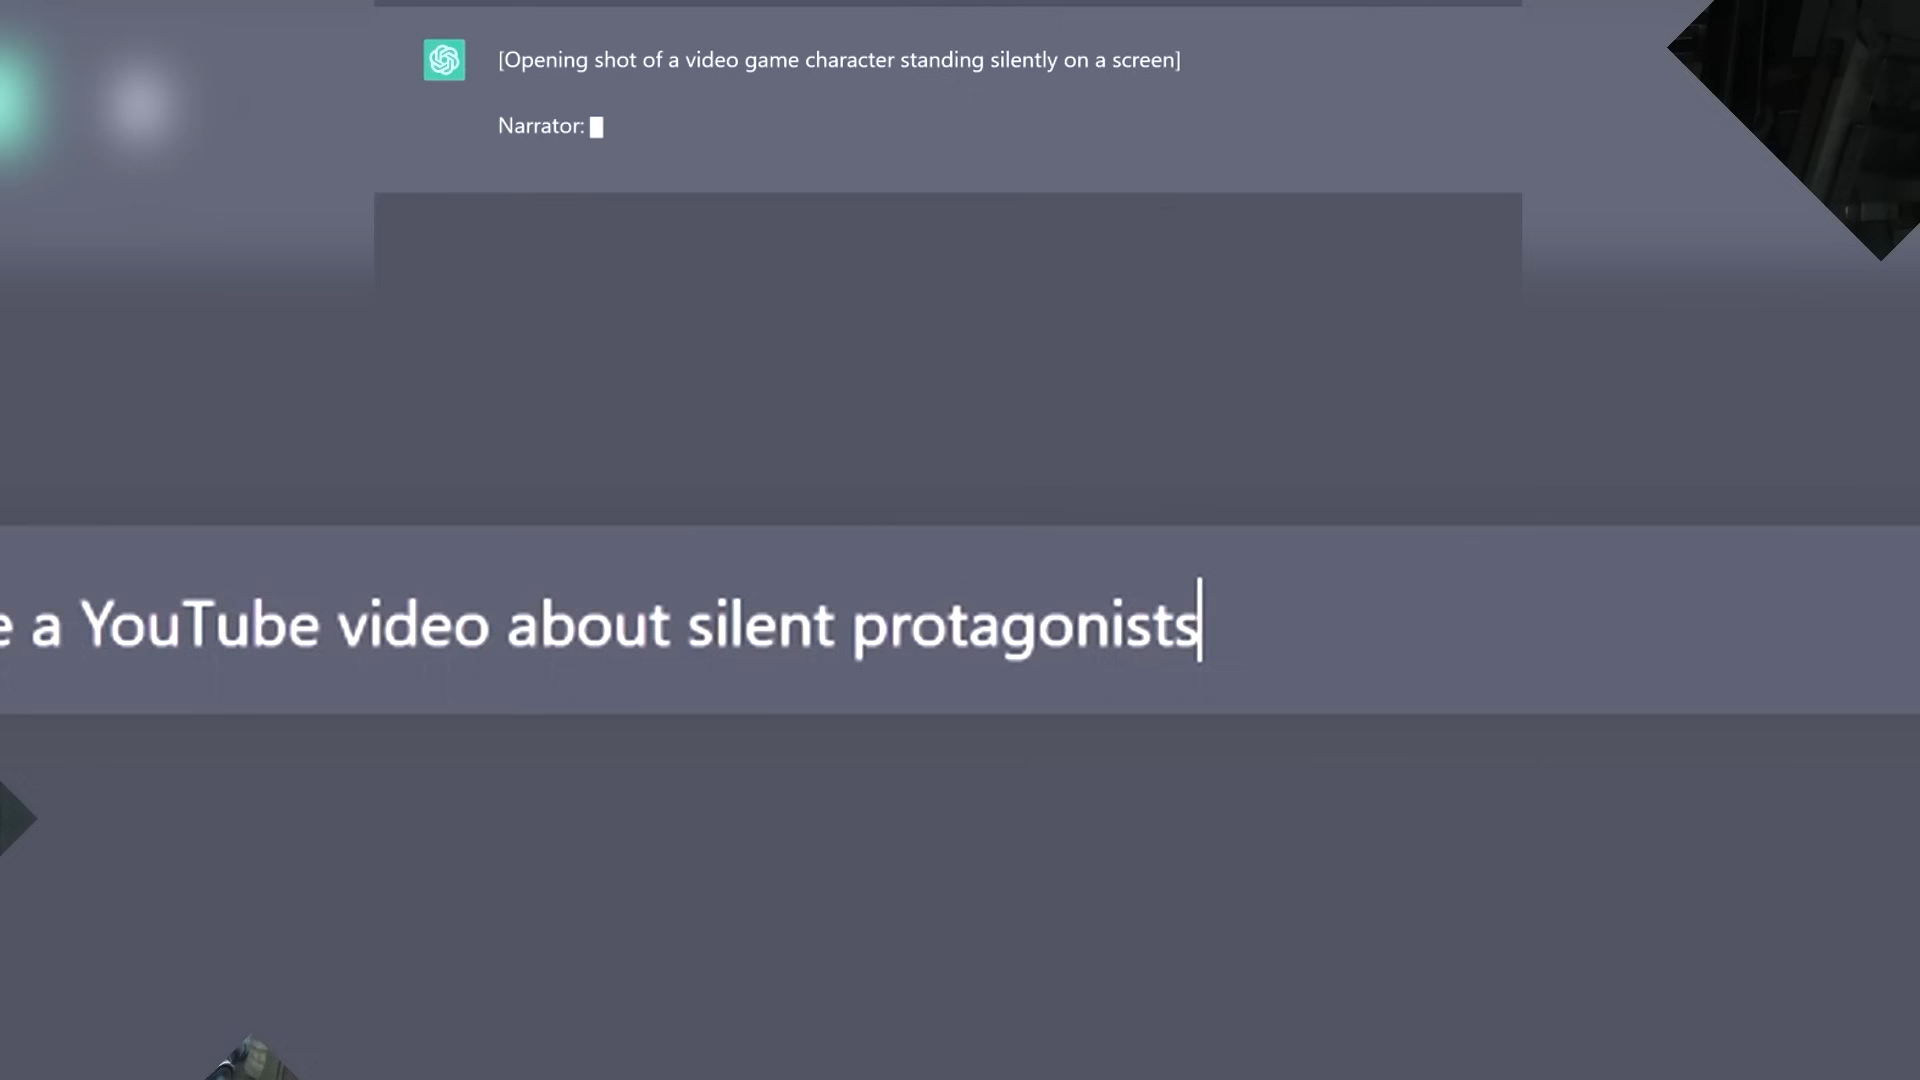 [Opening shot of a video game character standing silently on a screen]
Narrator:
a YouTube video about silent protagonists